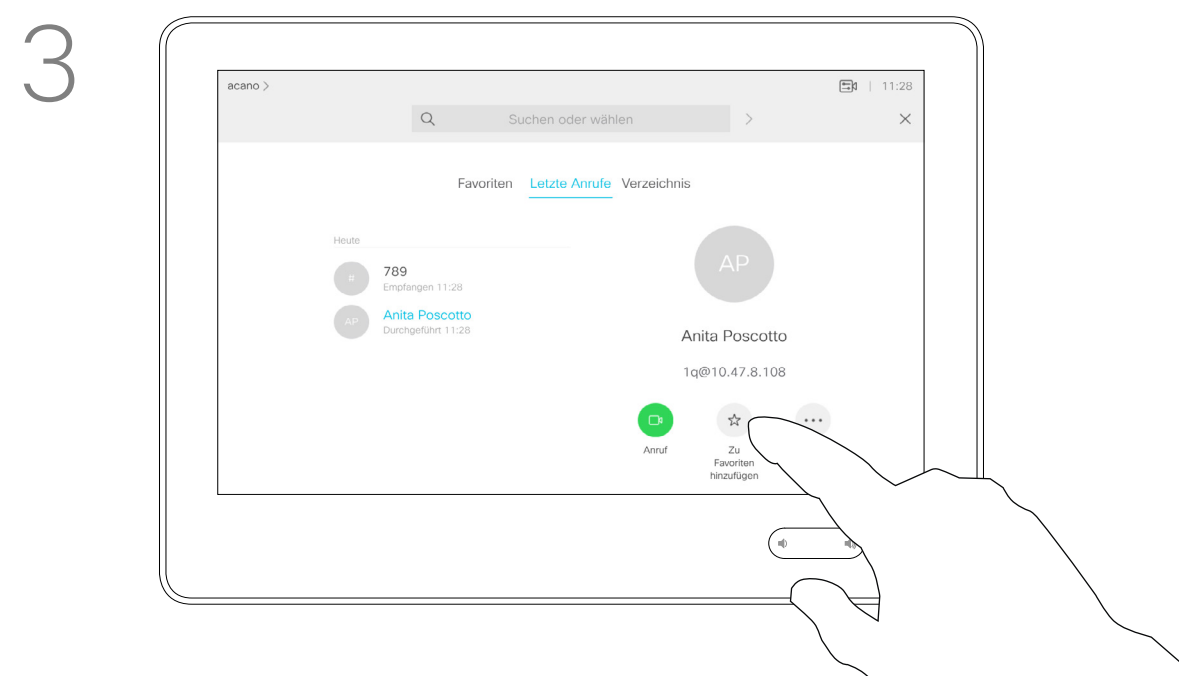 3
acano >
| 11:28
Suchen oder wählen >
Favoriten Letzte Anrufe Verzeichnis
Heute
#
789
Empfangen 11:28
AP
Anita Poscotto
Durchgeführt 11:28
AP
Anita Poscotto
1q@10.47.8.108
Anruf
Zu
Favoriten
hinzufügen